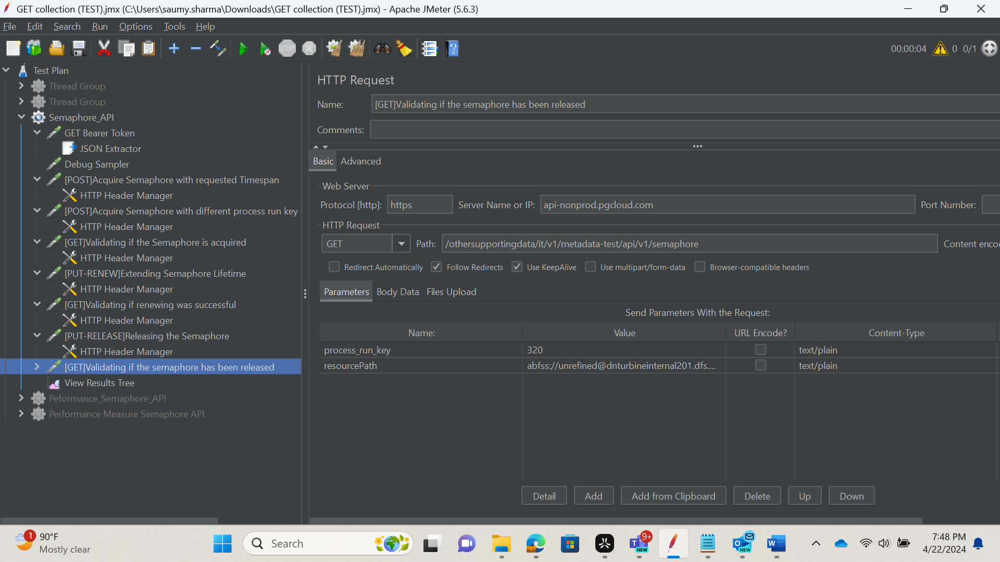 GET collection (TEST).jmx (C:\Users\saumy.sharma\Downloads\GET collection (TEST).jmx) - Apache JMeter (5.6.3)
File Edit Search Run Options Tools Help
STOP
?
00:00:04 0 0/1
Test Plan
Thread Group
Thread Group
Semaphore_API
GET Bearer Token
JSON Extractor
Debug Sampler
[POST]Acquire Semaphore with requested Timespan
HTTP Header Manager
[POST]Acquire Semaphore with different process run key
HTTP Header Manager
[GET]Validating if the Semaphore is acquired
HTTP Header Manager
[PUT-RENEW]Extending Semaphore Lifetime
HTTP Header Manager
[GET]Validating if renewing was successful
HTTP Header Manager
[PUT-RELEASE]Releasing the Semaphore
HTTP Header Manager
[GET]Validating if the semaphore has been released
View Results Tree
Peformance_Semaphore_API
Performance Measure Semaphore API
HTTP Request
Name: [GET]Validating if the semaphore has been released
Comments:
Basic Advanced
Web Server
Protocol [http]: https Server Name or IP: api-nonprod.pgcloud.com Port Number:
HTTP Request
GET Path: /othersupportingdata/it/v1/metadata-test/api/v1/semaphore Content enco
Redirect Automatically Follow Redirects Use KeepAlive Use multipart/form-data Browser-compatible headers
Parameters Body Data Files Upload
Send Parameters With the Request:
Name: Value URL Encode? Content-Type
process_run_key 320 text/plain
resourcePath abfss://unrefined@dnturbineinternal201.dfs.... text/plain
Detail Add Add from Clipboard Delete Up Down
1 90°F
Mostly clear
Search
9+
NEW
NEW
7:48 PM
4/22/2024